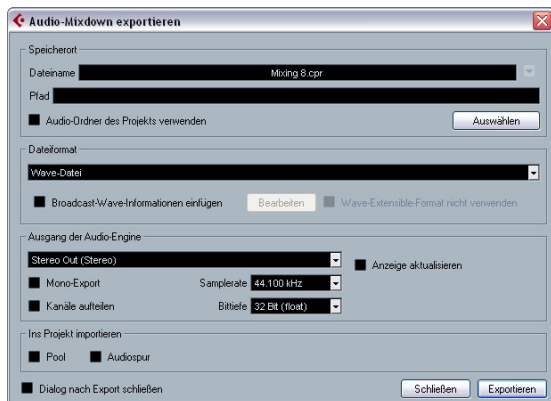 Audio-Mixdown exportieren
Speicherort
Dateiname Mixing 8.cpr
Pfad
Audio-Ordner des Projekts verwenden Auswählen
Dateiformat
Wave-Datei
Broadcast-Wave-Informationen einfügen Bearbeiten Wave-Extensible-Format nicht verwenden
Ausgang der Audio-Engine
Stereo Out (Stereo) Anzeige aktualisieren
Mono-Export Samplerate 44.100 kHz
Kanäle aufteilen Bittiefe 32 Bit (float)
Ins Projekt importieren
Pool Audiospur
Dialog nach Export schließen Schließen Exportieren